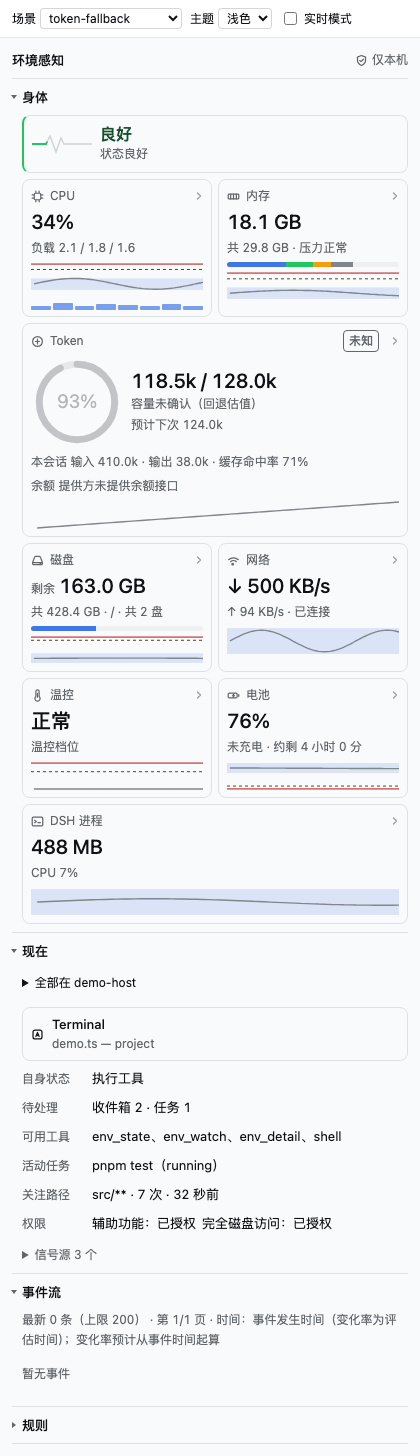 场景 token-fallback 主题 浅色 实时模式
环境感知 仅本机
身体
良好
状态良好
CPU
34%
负载 2.1 / 1.8 / 1.6
内存
18.1 GB
共 29.8 GB · 压力正常
Token 未知
93%
118.5k / 128.0k
容量未确认（回退估值）
预计下次 124.0k
本会话 输入 410.0k · 输出 38.0k · 缓存命中率 71%
余额 提供方未提供余额接口
磁盘
剩余 163.0 GB
共 428.4 GB · / · 共 2 盘
网络
↓ 500 KB/s
↑ 94 KB/s · 已连接
温控
正常
温控档位
电池
76%
未充电 · 约剩 4 小时 0 分
DSH 进程
488 MB
CPU 7%
现在
全部在 demo-host
Terminal
demo.ts — project
自身状态 执行工具
待处理 收件箱 2 · 任务 1
可用工具 env_state、env_watch、env_detail、shell
活动任务 pnpm test（running）
关注路径 src/** · 7 次 · 32 秒前
权限 辅助功能：已授权 完全磁盘访问：已授权
信号源 3 个
事件流
最新 0 条（上限 200） · 第 1/1 页 · 时间：事件发生时间（变化率为评
估时间）；变化率预计从事件时间起算
暂无事件
规则